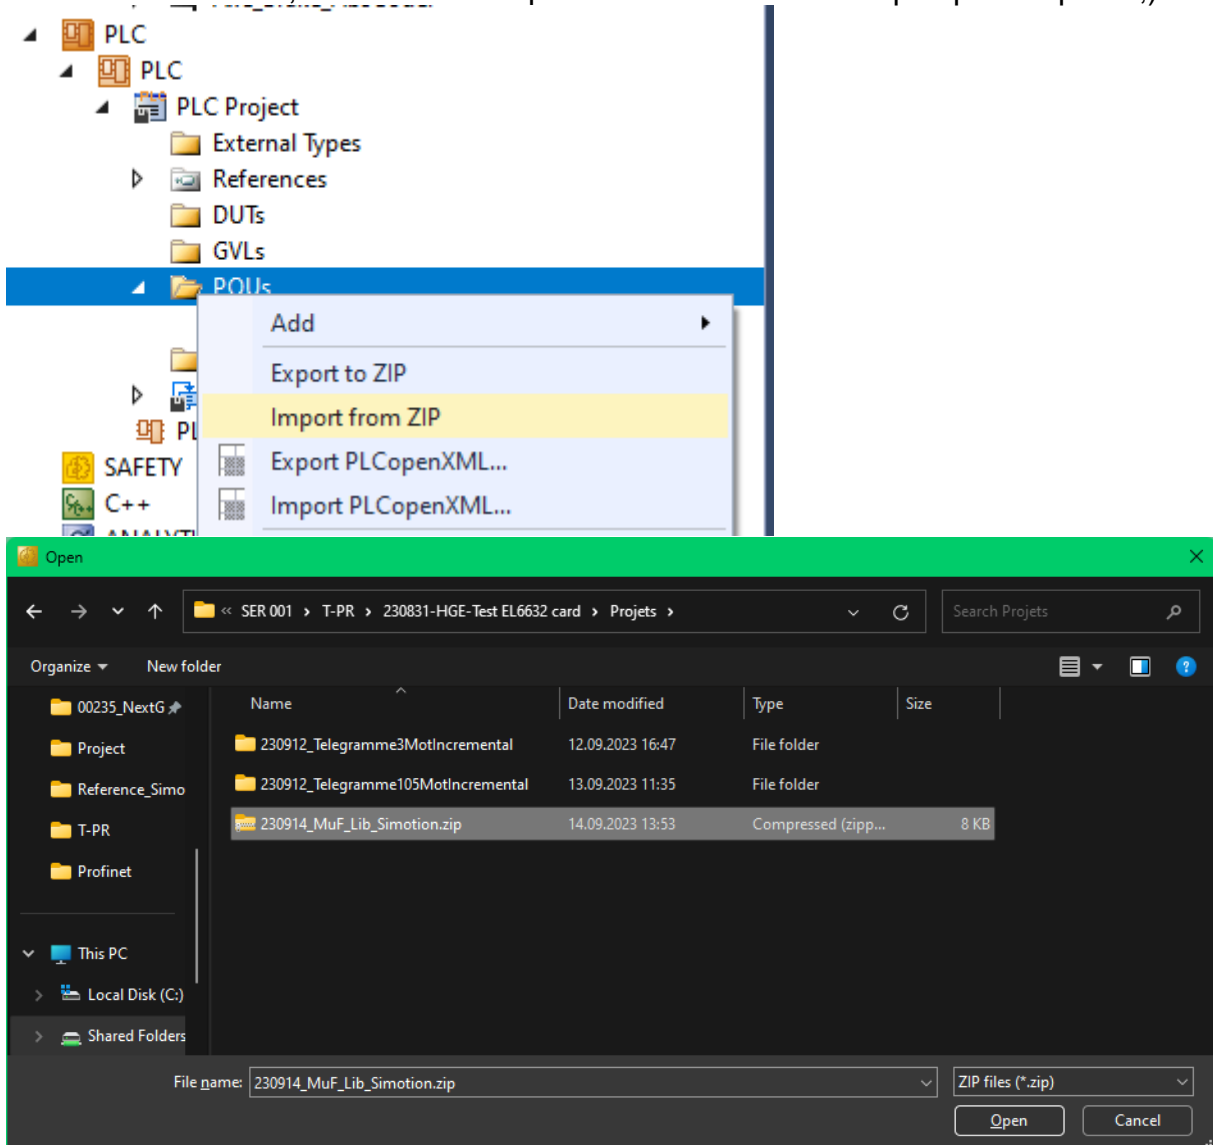 PLC
PLC
PLC Project
External Types
References
DUTs
GVLs
POUs
Add
Export to ZIP
Import from ZIP
PL
Export PLCopenXML...
SAFETY
Import PLCopenXML...
C++
Open
« SER 001 > T-PR > 230831-HGE-Test EL6632 card > Projets >
Search Projets
Organize
New folder
Name Date modified Type Size
00235_NextG
230912_Telegramme3MotIncremental 12.09.2023 16:47 File folder
Project
230912_Telegramme105MotIncremental 13.09.2023 11:35 File folder
Reference_Simo
230914_MuF_Lib_Simotion.zip 14.09.2023 13:53 Compressed (zipp... 8 KB
T-PR
Profinet
This PC
Local Disk (C:)
Shared Folders
File name: 230914_MuF_Lib_Simotion.zip
ZIP files (*.zip)
Open
Cancel